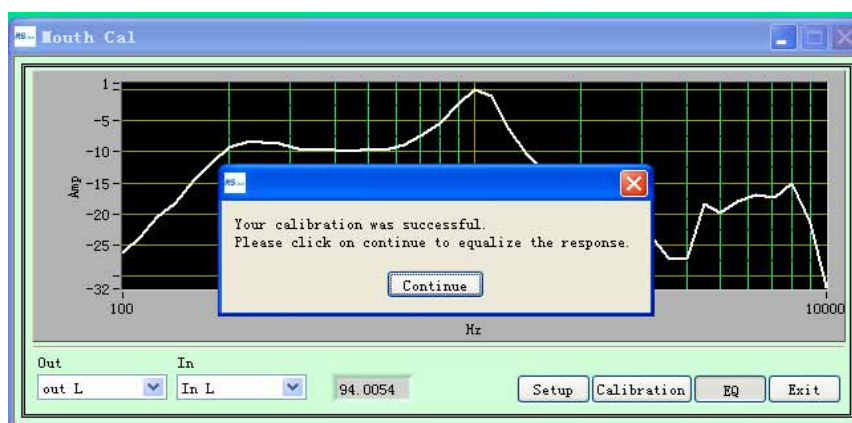 Mouth Cal
1
-5
-10
-15
-20
-25
-32
Amp
100
10000
Hz
Your calibration was successful.
Please click on continue to equalize the response.
Continue
Out
In
out L
In L
94.0054
Setup
Calibration
EQ
Exit